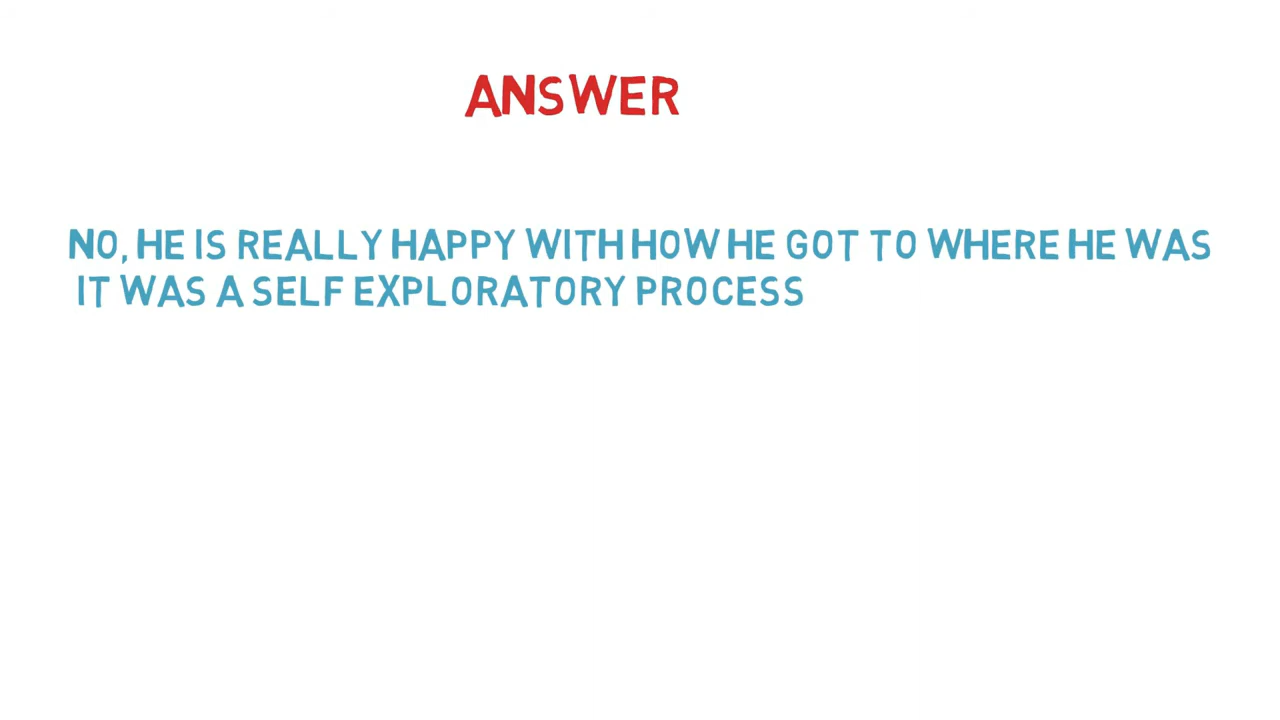 ANSWER
NO, HE IS REALLY HAPPY WITH HOW HE GOT TO WHERE HE WAS
IT WAS A SELF EXPLORATORY PROCESS